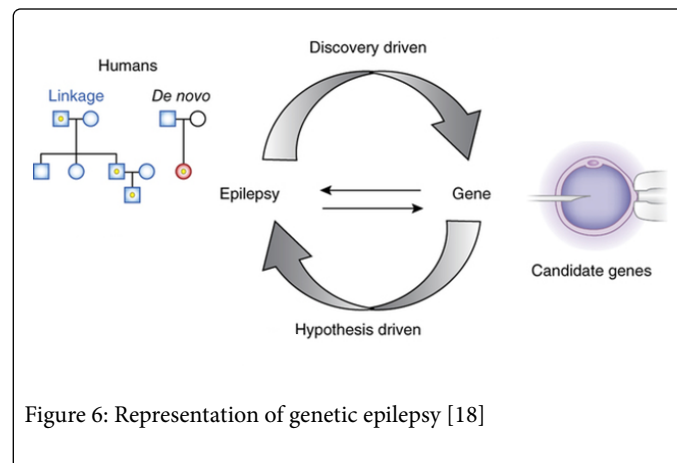 Discovery driven
Humans
Linkage
De novo
Epilepsy
Gene
Candidate genes
Hypothesis driven
Figure 6: Representation of genetic epilepsy [18]